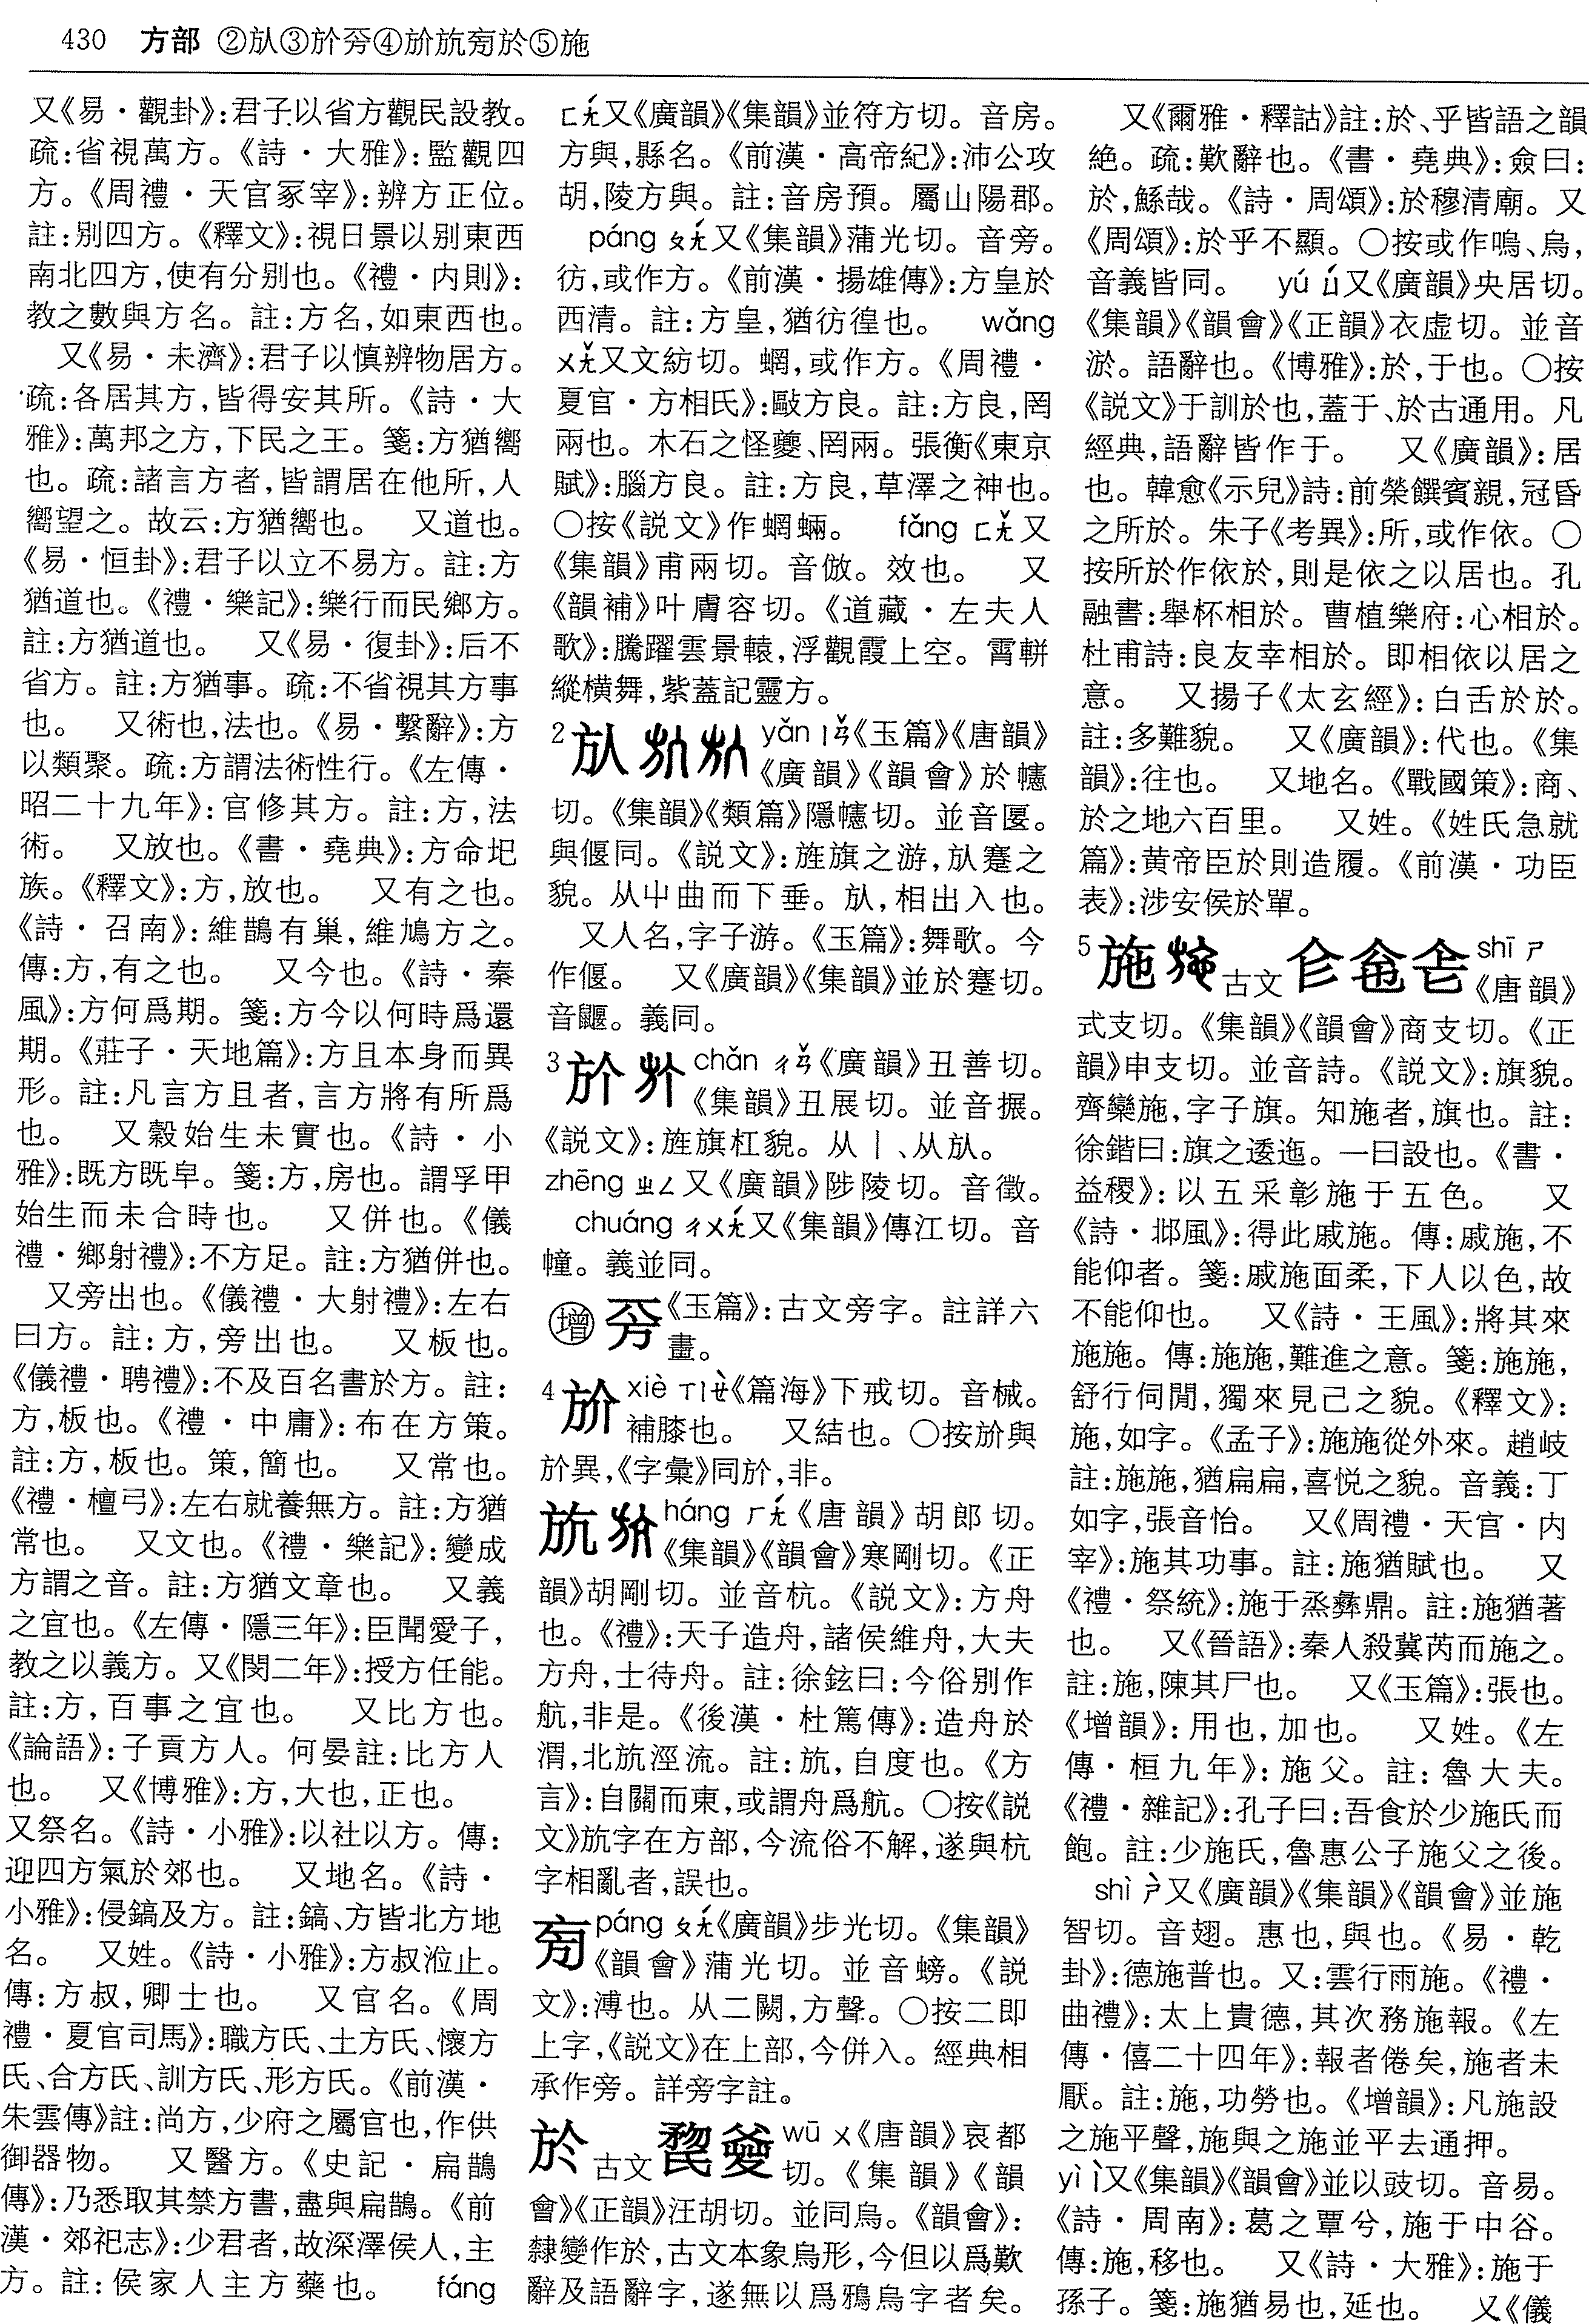 430 方部 ②㫃③𣃘㫄④㫅斻㫄於⑤施
又《易・觀卦》:君子以省方觀民設教。
疏:省視萬方。《詩・大雅》:監觀四
方。《周禮・天官冢宰》:辨方正位。
註:别四方。《釋文》:視日景以别東西
南北四方,使有分别也。《禮・内則》:
教之數與方名。註:方名,如東西也。
又《易・未濟》:君子以慎辨物居方。
疏:各居其方,皆得安其所。《詩・大
雅》:萬邦之方,下民之王。箋:方猶嚮
也。疏:諸言方者,皆謂居在他所,人
嚮望之。故云:方猶嚮也。 又道也。
《易・恒卦》:君子以立不易方。註:方
猶道也。《禮・樂記》:樂行而民鄉方。
註:方猶道也。 又《易・復卦》:后不
省方。註:方猶事。疏:不省視其方事
也。 又術也,法也。《易・繫辭》:方
以類聚。疏:方謂法術性行。《左傳・
昭二十九年》:官修其方。註:方,法
術。 又放也。《書・堯典》:方命圮
族。《釋文》:方,放也。 又有之也。
《詩・召南》:維鵲有巢,維鳩方之。
傳:方,有之也。 又今也。《詩・秦
風》:方何爲期。箋:方今以何時爲還
期。《莊子・天地篇》:方且本身而異
形。註:凡言方且者,言方將有所爲
也。 又穀始生未實也。《詩・小
雅》:既方既皁。箋:方,房也。謂孚甲
始生而未合時也。 又併也。《儀
禮・鄉射禮》:不方足。註:方猶併也。
又旁出也。《儀禮・大射禮》:左右
曰方。註:方,旁出也。 又板也。
《儀禮・聘禮》:不及百名書於方。註:
方,板也。《禮・中庸》:布在方策。
註:方,板也。策,簡也。 又常也。
《禮・檀弓》:左右就養無方。註:方猶
常也。 又文也。《禮・樂記》:變成
方謂之音。註:方猶文章也。 又義
之宜也。《左傳・隱三年》:臣聞愛子,
教之以義方。又《閔二年》:授方任能。
註:方,百事之宜也。 又比方也。
《論語》:子貢方人。何晏註:比方人
也。 又《博雅》:方,大也,正也。
又祭名。《詩・小雅》:以社以方。傳:
迎四方氣於郊也。 又地名。《詩・
小雅》:侵鎬及方。註:鎬、方皆北方地
名。 又姓。《詩・小雅》:方叔涖止。
傳:方叔,卿士也。 又官名。《周
禮・夏官司馬》:職方氏、土方氏、懷方
氏、合方氏、訓方氏、形方氏。《前漢・
朱雲傳》註:尚方,少府之屬官也,作供
御器物。 又醫方。《史記・扁鵲
傳》:乃悉取其禁方書,盡與扁鵲。《前
漢・郊祀志》:少君者,故深澤侯人,主
方。註:侯家人主方藥也。 fáng
ㄈㄤˊ又《廣韻》《集韻》並符方切。音房。
方與,縣名。《前漢・高帝紀》:沛公攻
胡,陵方與。註:音房預。屬山陽郡。
páng ㄆㄤˊ又《集韻》蒲光切。音旁。
彷,或作方。《前漢・揚雄傳》:方皇於
西清。註:方皇,猶彷徨也。 wǎng
ㄨㄤˇ又文紡切。蝄,或作方。《周禮・
夏官・方相氏》:敺方良。註:方良,罔
兩也。木石之怪夔、罔兩。張衡《東京
賦》:腦方良。註:方良,草澤之神也。
○按《説文》作蝄蜽。 fǎng ㄈㄤˇ又
《集韻》甫兩切。音倣。效也。 又
《韻補》叶膚容切。《道藏・左夫人
歌》:騰躍雲景轅,浮觀霞上空。霄軿
縱横舞,紫蓋記靈方。
2 㫃 yǎn ㄧㄢˇ《玉篇》《唐韻》
《廣韻》《韻會》於幰
切。《集韻》《類篇》隱幰切。並音匽。
與偃同。《説文》:旌旗之游,㫃蹇之
貌。从屮曲而下垂。㫃,相出入也。
又人名,字子游。《玉篇》:舞歌。今
作偃。 又《廣韻》《集韻》並於蹇切。
音鼴。義同。
3 𣃘 chǎn ㄔㄢˇ《廣韻》丑善切。
《集韻》丑展切。並音搌。
《説文》:旌旗杠貌。从丨、从㫃。
zhēng ㄓㄥ又《廣韻》陟陵切。音徵。
chuáng ㄔㄨㄤˊ又《集韻》傳江切。音
幢。義並同。
增 㫄《玉篇》:古文旁字。註詳六
畫。
4 㫅 xiè ㄒㄧㄝˋ《篇海》下戒切。音械。
補膝也。 又結也。○按㫅與
於異,《字彙》同於,非。
斻 háng ㄏㄤˊ《唐韻》胡郎切。
《集韻》《韻會》寒剛切。《正
韻》胡剛切。並音杭。《説文》:方舟
也。《禮》:天子造舟,諸侯維舟,大夫
方舟,士特舟。註:徐鉉曰:今俗别作
航,非是。《後漢・杜篤傳》:造舟於
渭,北斻涇流。註:斻,自度也。《方
言》:自關而東,或謂舟爲航。○按《説
文》斻字在方部,今流俗不解,遂與杭
字相亂者,誤也。
㫄 páng ㄆㄤˊ《廣韻》步光切。《集韻》
《韻會》蒲光切。並音螃。《説
文》:溥也。从二闕,方聲。○按二即
上字,《説文》在上部,今併入。經典相
承作旁。詳旁字註。
於 古文 wū ㄨ《唐韻》哀都
切。《集韻》《韻
會》《正韻》汪胡切。並同烏。《韻會》:
隸變作於,古文本象烏形,今但以爲歎
辭及語辭字,遂無以爲鴉烏字者矣。
又《爾雅・釋詁》註:於、乎皆語之韻
絶。疏:歎辭也。《書・堯典》:僉曰:
於,鯀哉。《詩・周頌》:於穆清廟。又
《周頌》:於乎不顯。○按或作嗚、烏,
音義皆同。 yú ㄩˊ又《廣韻》央居切。
《集韻》《韻會》《正韻》衣虚切。並音
淤。語辭也。《博雅》:於,于也。○按
《説文》于訓於也,蓋于、於古通用。凡
經典,語辭皆作于。 又《廣韻》:居
也。韓愈《示兒》詩:前榮饌賓親,冠昏
之所於。朱子《考異》:所,或作依。○
按所於作依於,則是依之以居也。孔
融書:舉杯相於。曹植樂府:心相於。
杜甫詩:良友幸相於。即相依以居之
意。 又揚子《太玄經》:白舌於於。
註:多難貌。 又《廣韻》:代也。《集
韻》:往也。 又地名。《戰國策》:商、
於之地六百里。 又姓。《姓氏急就
篇》:黄帝臣於則造履。《前漢・功臣
表》:涉安侯於單。
5 施 古文 shī ㄕ
《唐韻》
式支切。《集韻》《韻會》商支切。《正
韻》申支切。並音詩。《説文》:旗貌。
齊欒施,字子旗。知施者,旗也。註:
徐鍇曰:旗之逶迤。一曰設也。《書・
益稷》:以五采彰施于五色。 又
《詩・邶風》:得此戚施。傳:戚施,不
能仰者。箋:戚施面柔,下人以色,故
不能仰也。 又《詩・王風》:將其來
施施。傳:施施,難進之意。箋:施施,
舒行伺閒,獨來見己之貌。《釋文》:
施,如字。《孟子》:施施從外來。趙岐
註:施施,猶扁扁,喜悦之貌。音義:丁
如字,張音怡。 又《周禮・天官・内
宰》:施其功事。註:施猶賦也。 又
《禮・祭統》:施于烝彝鼎。註:施猶著
也。 又《晉語》:秦人殺冀芮而施之。
註:施,陳其尸也。 又《玉篇》:張也。
《增韻》:用也,加也。 又姓。《左
傳・桓九年》:施父。註:魯大夫。
《禮・雜記》:孔子曰:吾食於少施氏而
飽。註:少施氏,魯惠公子施父之後。
shì ㄕˋ又《廣韻》《集韻》《韻會》並施
智切。音翅。惠也,與也。《易・乾
卦》:德施普也。又:雲行雨施。《禮・
曲禮》:太上貴德,其次務施報。《左
傳・僖二十四年》:報者倦矣,施者未
厭。註:施,功勞也。《增韻》:凡施設
之施平聲,施與之施並平去通押。
yì ㄧˋ又《集韻》《韻會》並以豉切。音易。
《詩・周南》:葛之覃兮,施于中谷。
傳:施,移也。 又《詩・大雅》:施于
孫子。箋:施猶易也,延也。 又《儀